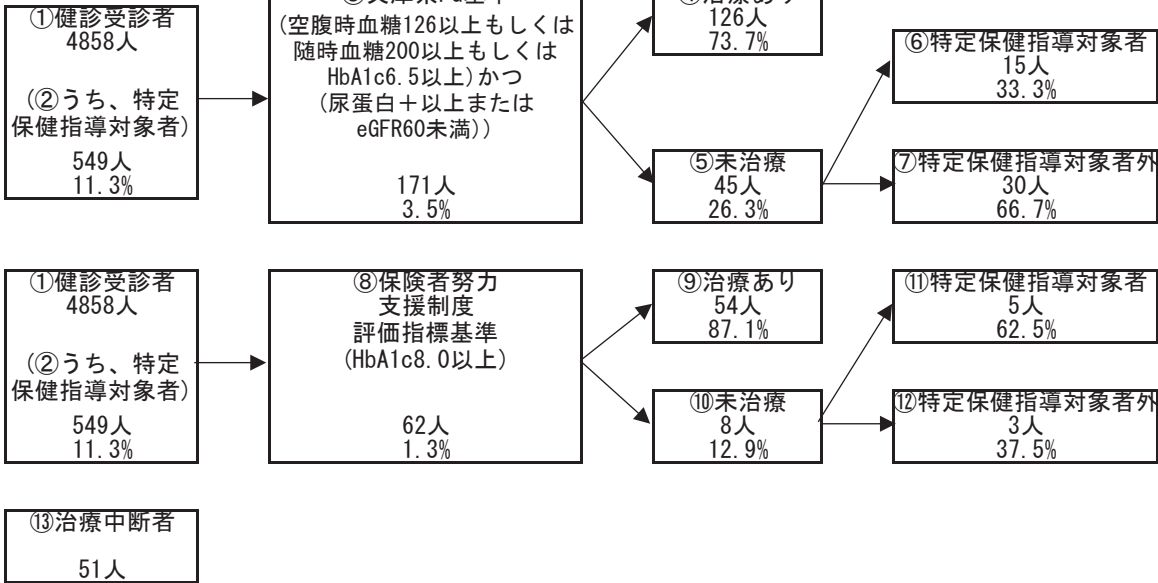 ①健診受診者
4858人
(②うち、特定
保健指導対象者)
549人
11.3%
(空腹時血糖126以上もしくは
随時血糖200以上もしくは
HbA1c6.5以上)かつ
(尿蛋白+以上または
eGFR60未満))
171人
3.5%
126人
73.7%
⑤未治療
45人
26.3%
⑥特定保健指導対象者
15人
33.3%
⑦特定保健指導対象者外
30人
66.7%
①健診受診者
4858人
(②うち、特定
保健指導対象者)
549人
11.3%
⑧保険者努力
支援制度
評価指標基準
(HbA1c8.0以上)
62人
1.3%
⑨治療あり
54人
87.1%
⑩未治療
8人
12.9%
⑪特定保健指導対象者
5人
62.5%
⑫特定保健指導対象者外
3人
37.5%
⑬治療中断者
51人